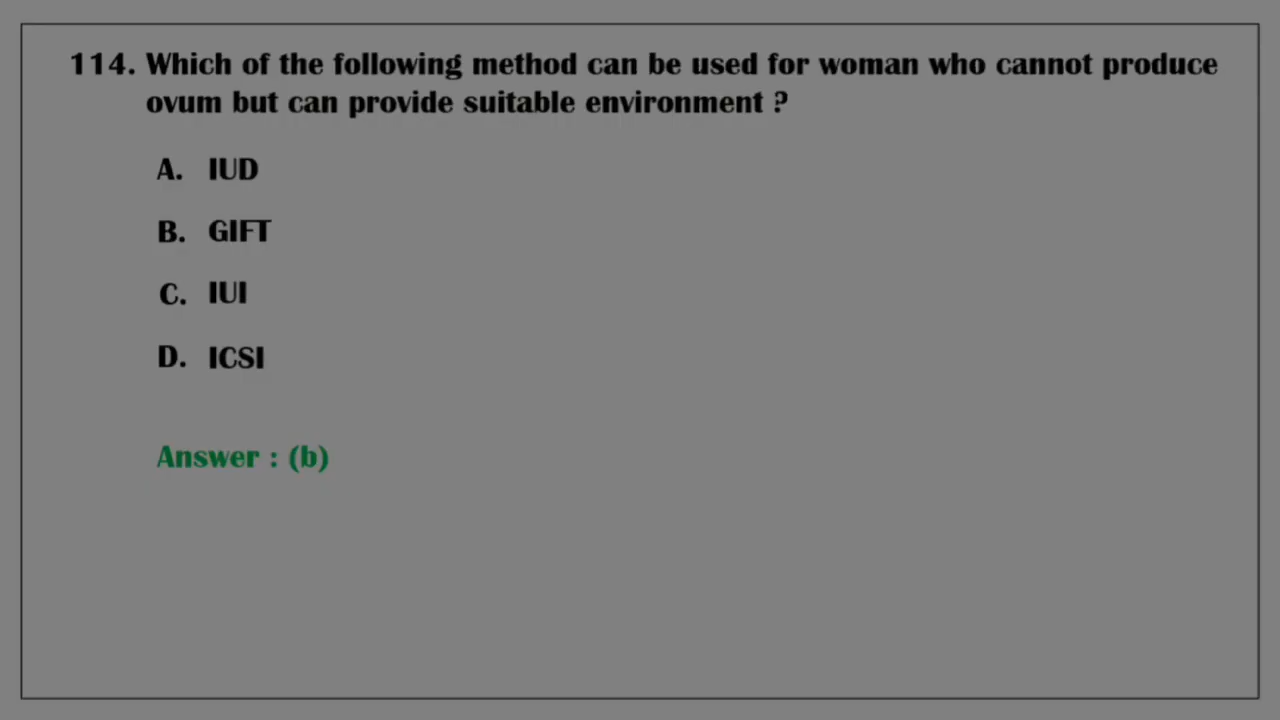 114. Which of the following method can be used for woman who cannot produce
ovum but can provide suitable environment ?
A. IUD
B. GIFT
C. IUI
D. ICSI
Answer : (b)